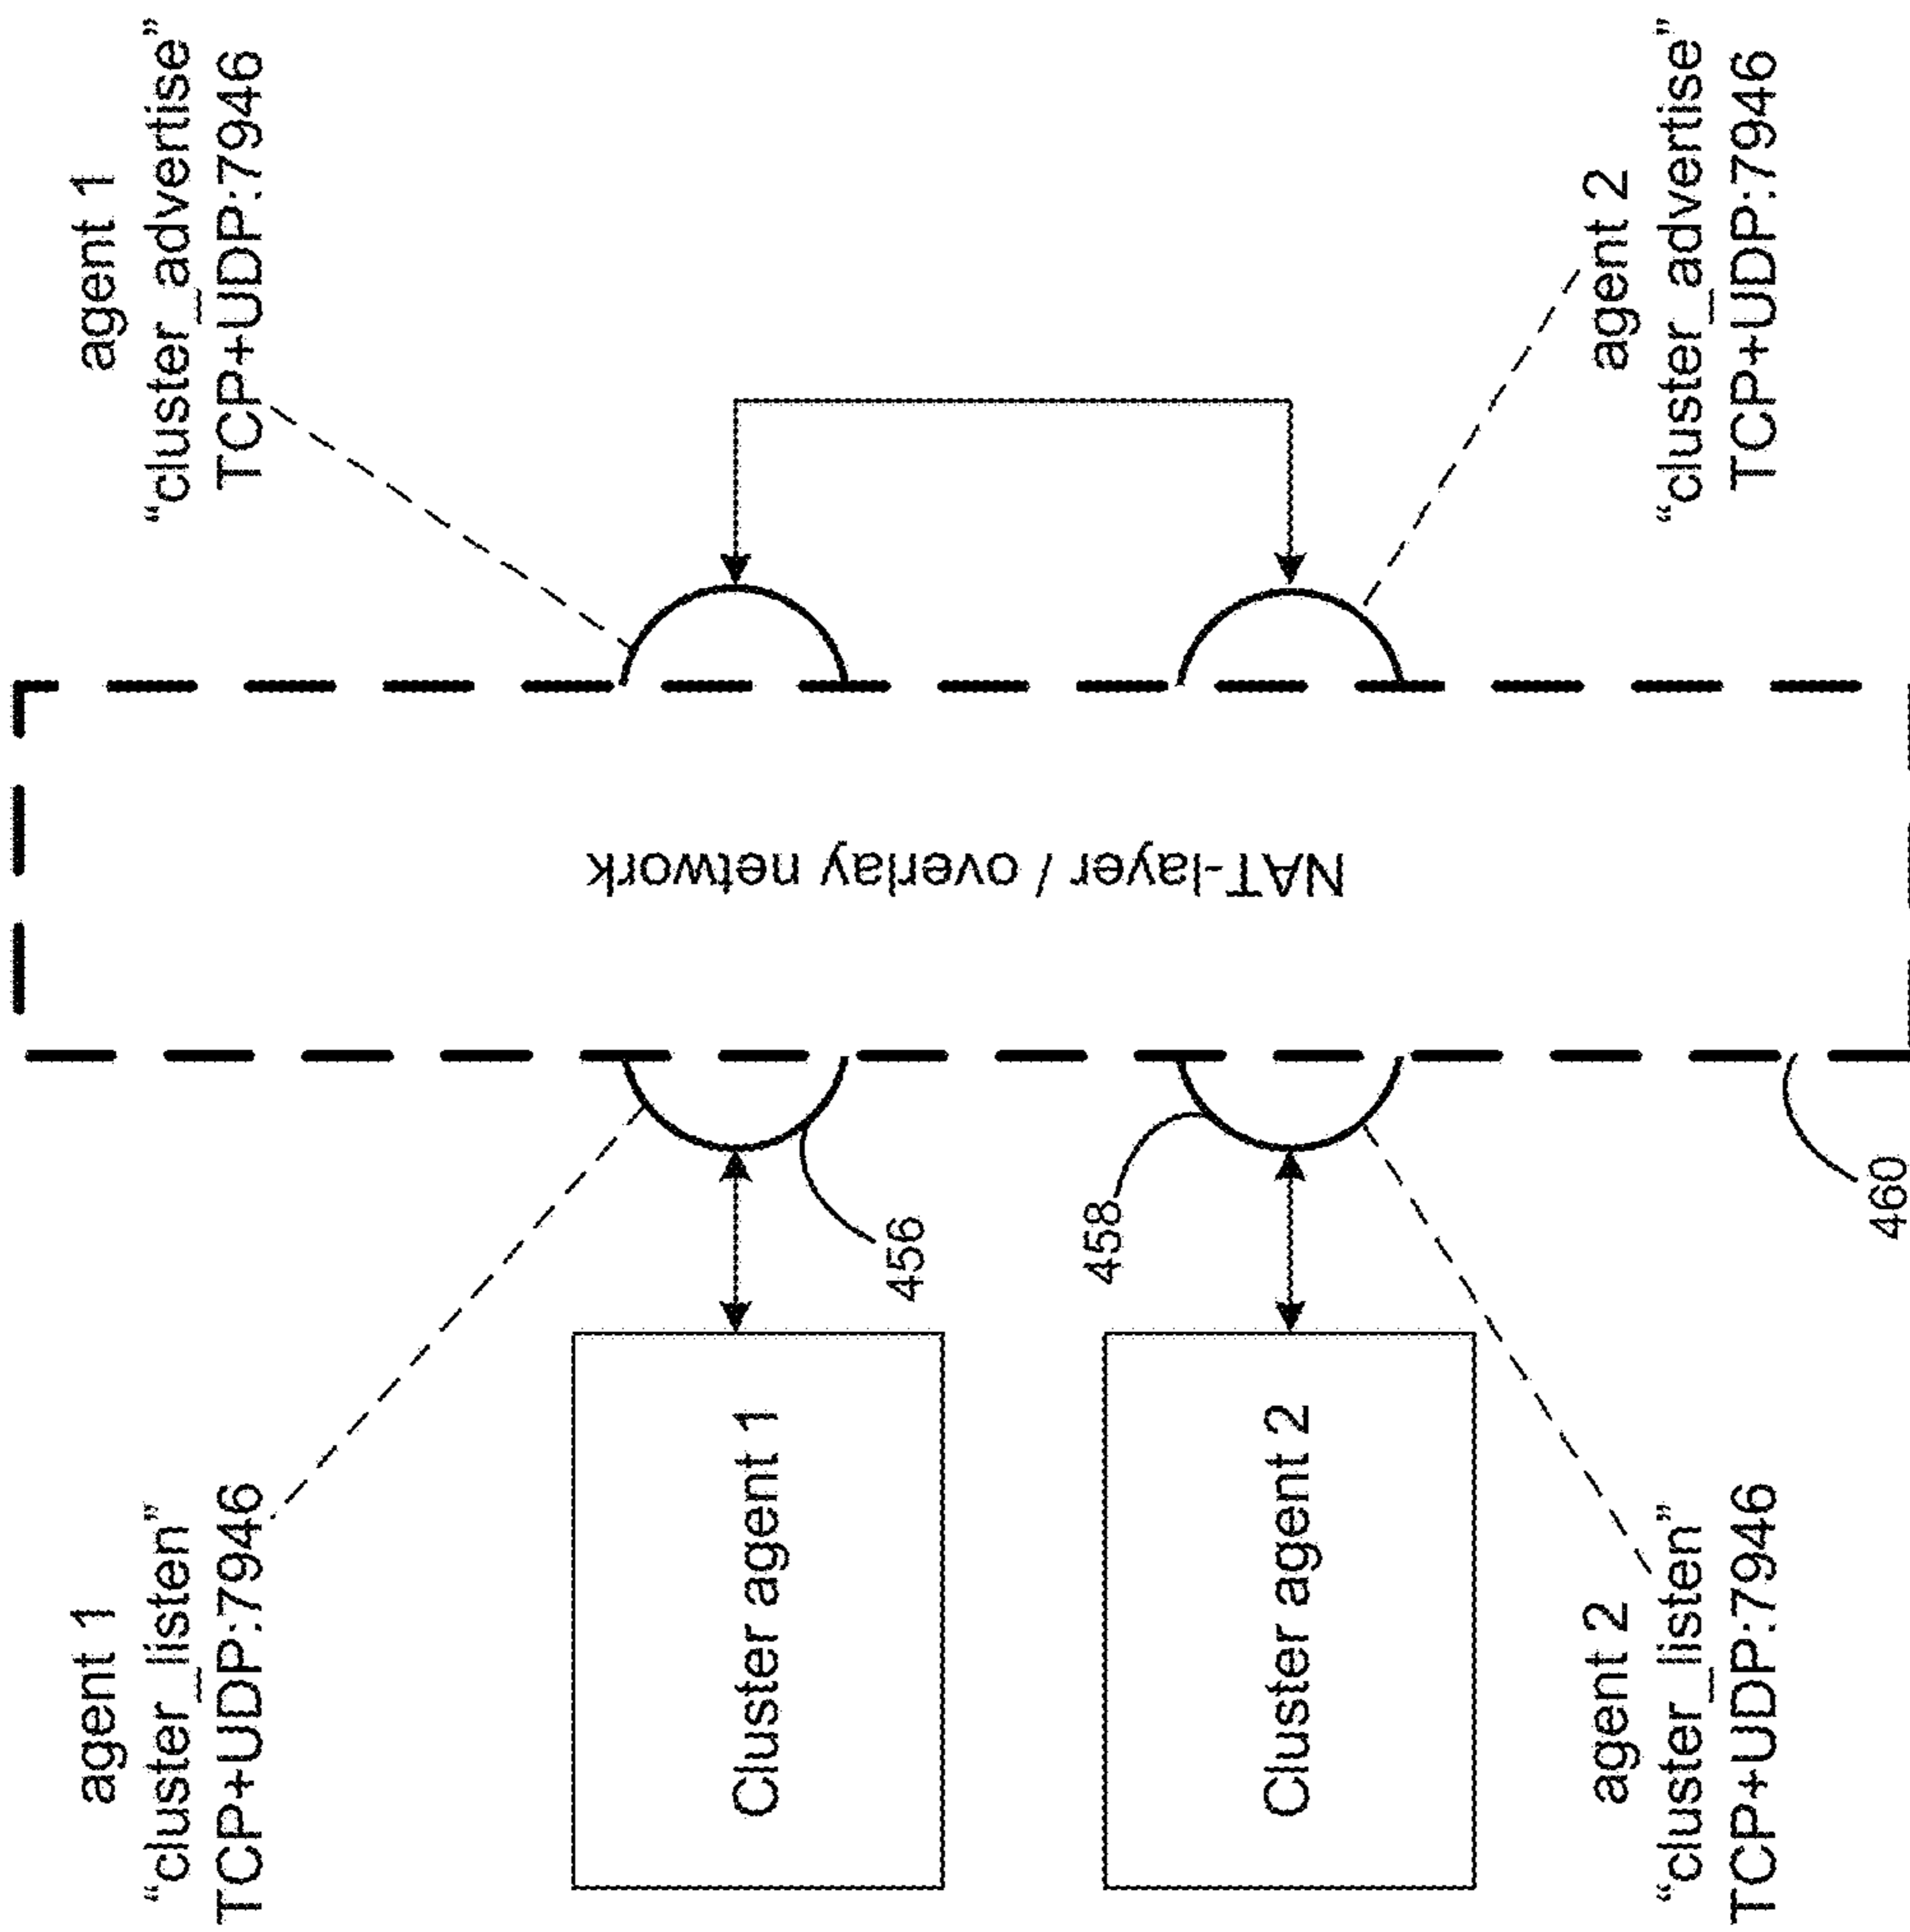 agent 1
“cluster_listen”
TCP+UDP:7946
agent 1
“cluster_advertise”
TCP+UDP:7946
Cluster agent 1
456
NAT-layer / overlay network
Cluster agent 2
458
agent 2
“cluster_listen”
TCP+UDP:7946
agent 2
“cluster_advertise”
TCP+UDP:7946
460